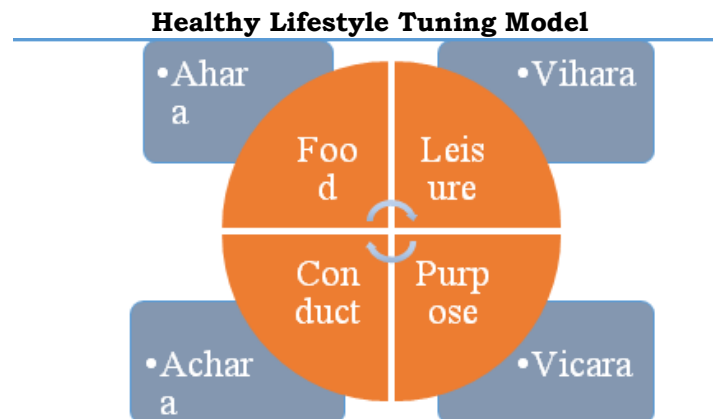 Healthy Lifestyle Tuning Model
•Ahar
a
•Vihara
Foo
d
Leis
ure
Con
duct
Purp
ose
•Achar
a
•Vicara